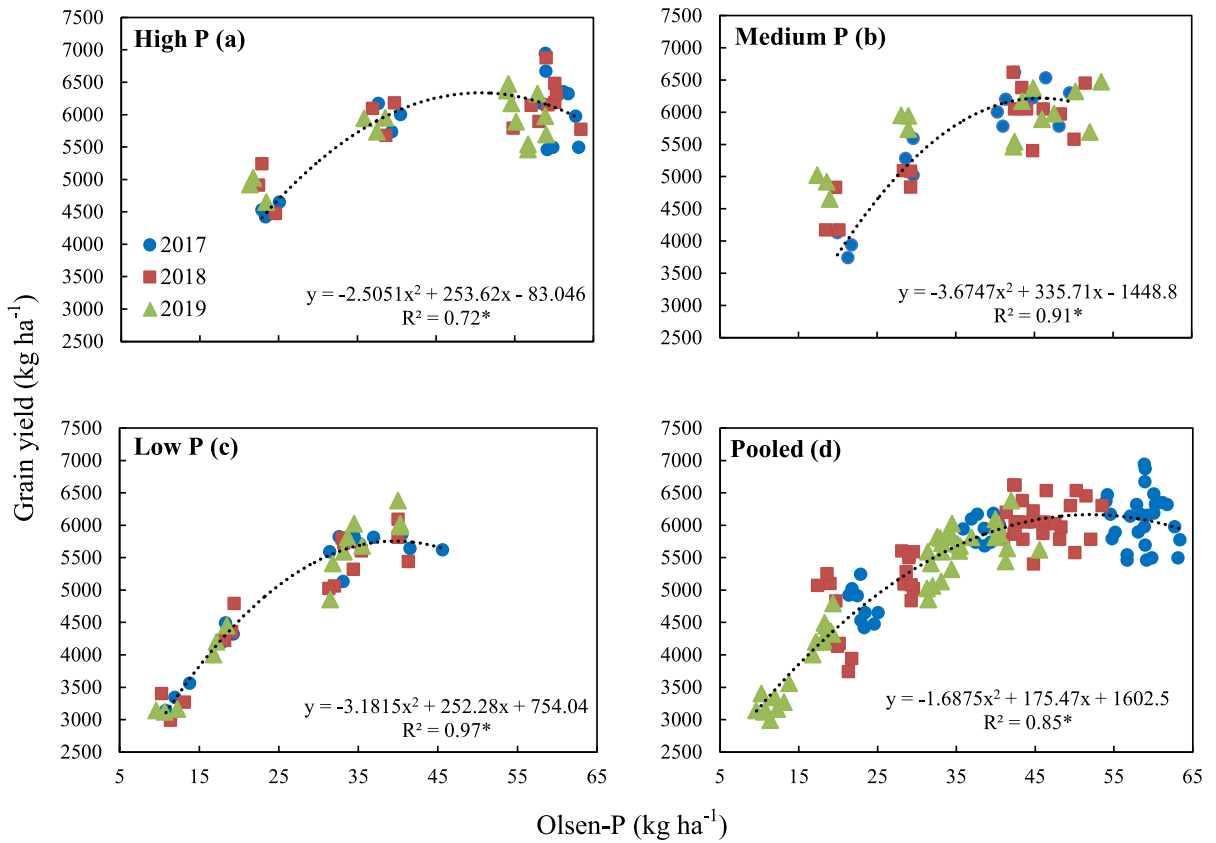 High P (a)
7500
7000
6500
6000
5500
5000
4500
4000
3500
3000
2500
2017
2018
2019
y = -2.5051x² + 253.62x - 83.046
R² = 0.72*
Medium P (b)
7500
7000
6500
6000
5500
5000
4500
4000
3500
3000
2500
y = -3.6747x² + 335.71x - 1448.8
R² = 0.91*
Grain yield (kg ha⁻¹)
Low P (c)
7500
7000
6500
6000
5500
5000
4500
4000
3500
3000
2500
y = -3.1815x² + 252.28x + 754.04
R² = 0.97*
5 15 25 35 45 55 65
Pooled (d)
7500
7000
6500
6000
5500
5000
4500
4000
3500
3000
2500
y = -1.6875x² + 175.47x + 1602.5
R² = 0.85*
5 15 25 35 45 55 65
Olsen-P (kg ha⁻¹)